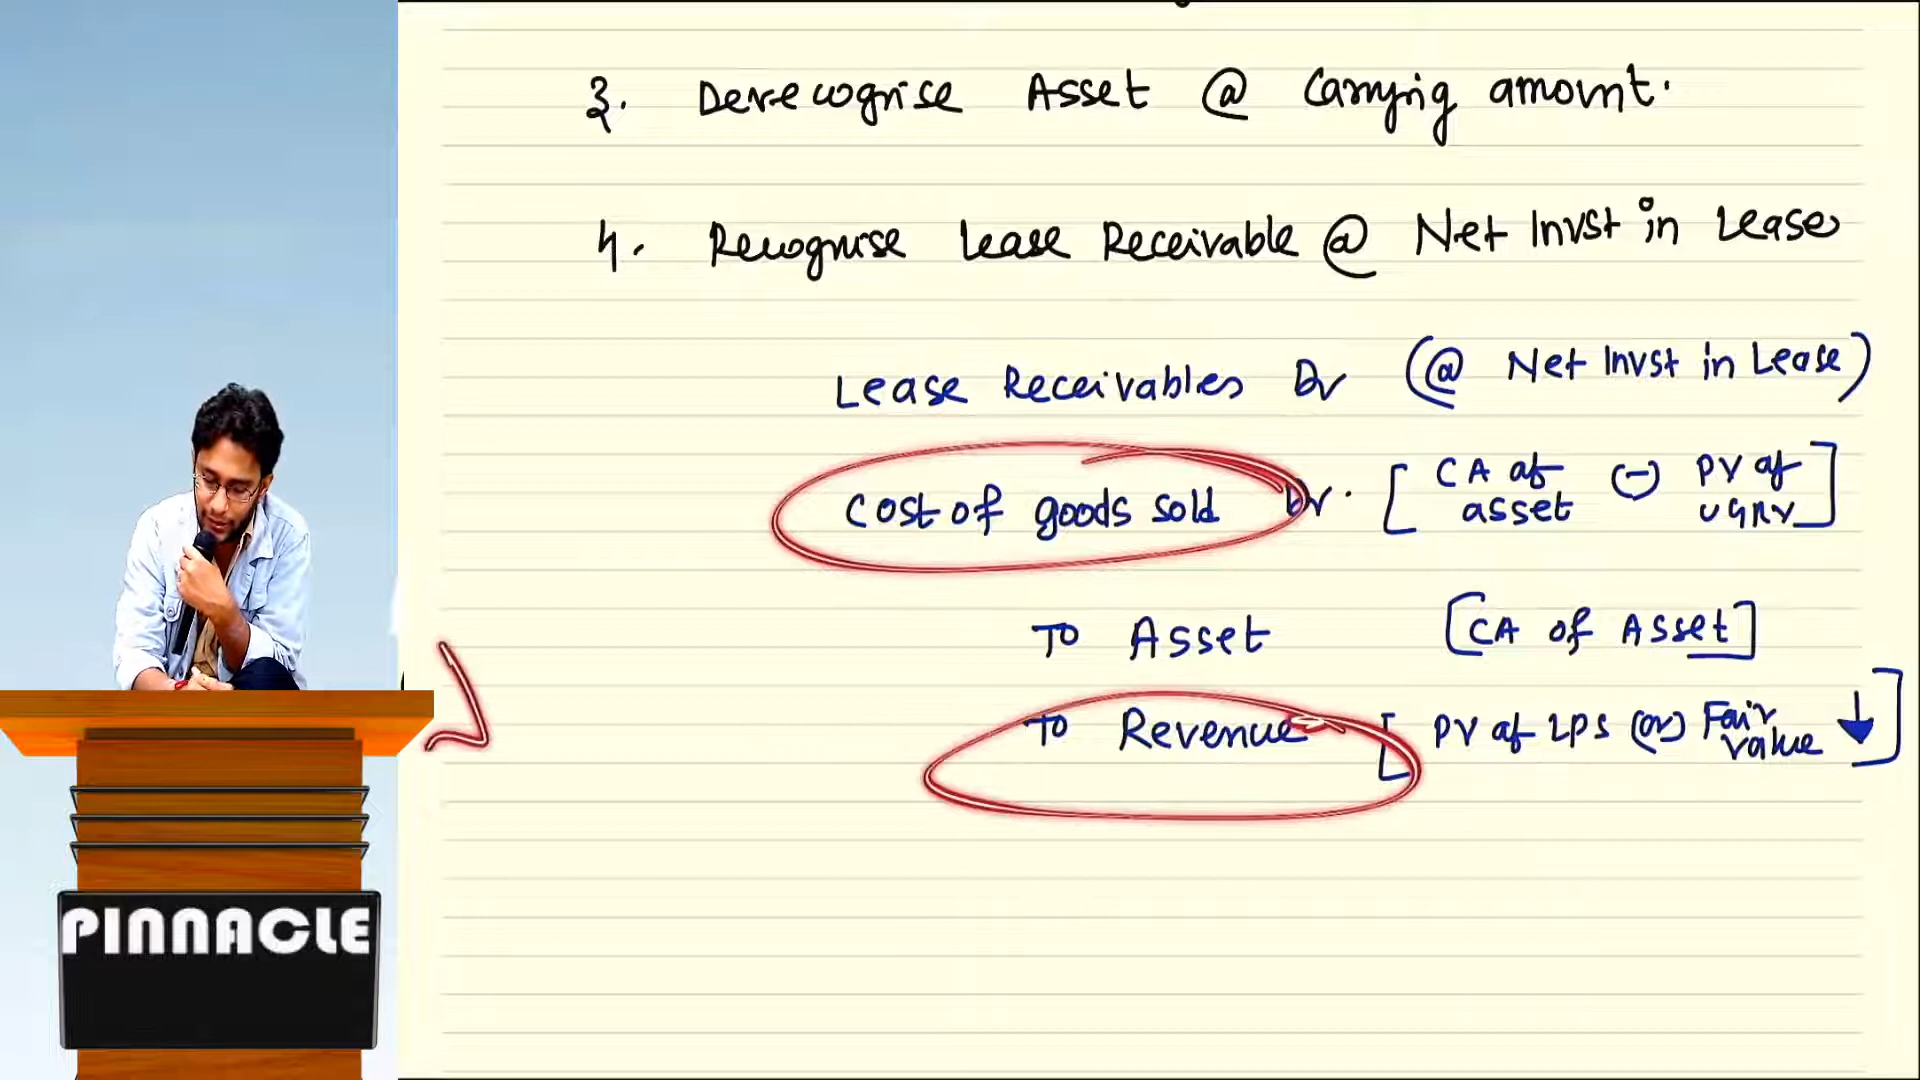 3. Derecognise Asset @ Carrying amount.
4. Recognise Lease Receivable @ Net Invst in Lease
Lease Receivables Dr (@ Net Invst in Lease)
Cost of goods sold Dr. [CA of asset (-) PV of UGRV]
To Asset [CA of Asset]
To Revenue [PV of LPS (or) Fair value ↓]
PINNACLE